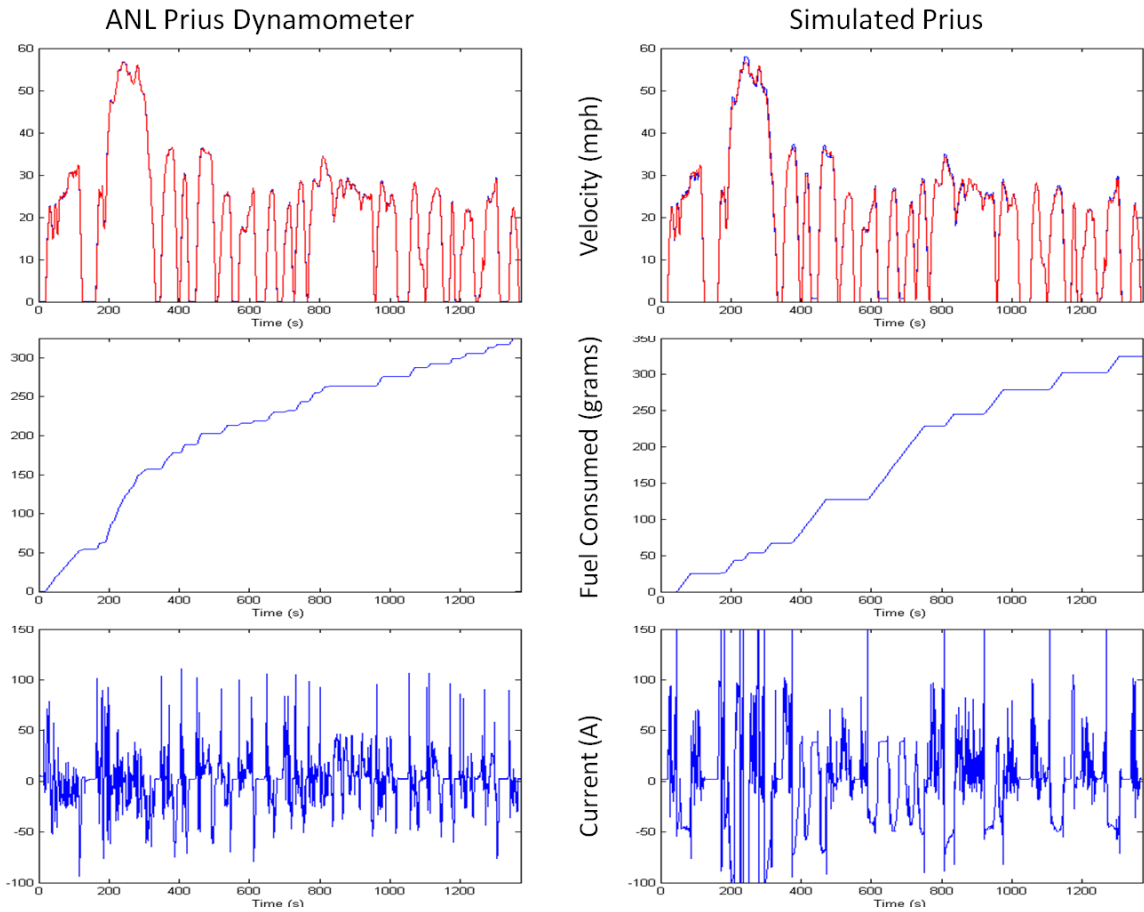 ANL Prius Dynamometer
Simulated Prius
60
50
40
30
20
10
0
0 200 400 600 800 1000 1200
Time (s)
Velocity (mph)
60
50
40
30
20
10
0
0 200 400 600 800 1000 1200
Time (s)
300
250
200
150
100
50
0
0 200 400 600 800 1000 1200
Time (s)
Fuel Consumed (grams)
350
300
250
200
150
100
50
0
0 200 400 600 800 1000 1200
Time (s)
150
100
50
0
-50
-100
0 200 400 600 800 1000 1200
Time (s)
Current (A)
150
100
50
0
-50
-100
0 200 400 600 800 1000 1200
Time (s)